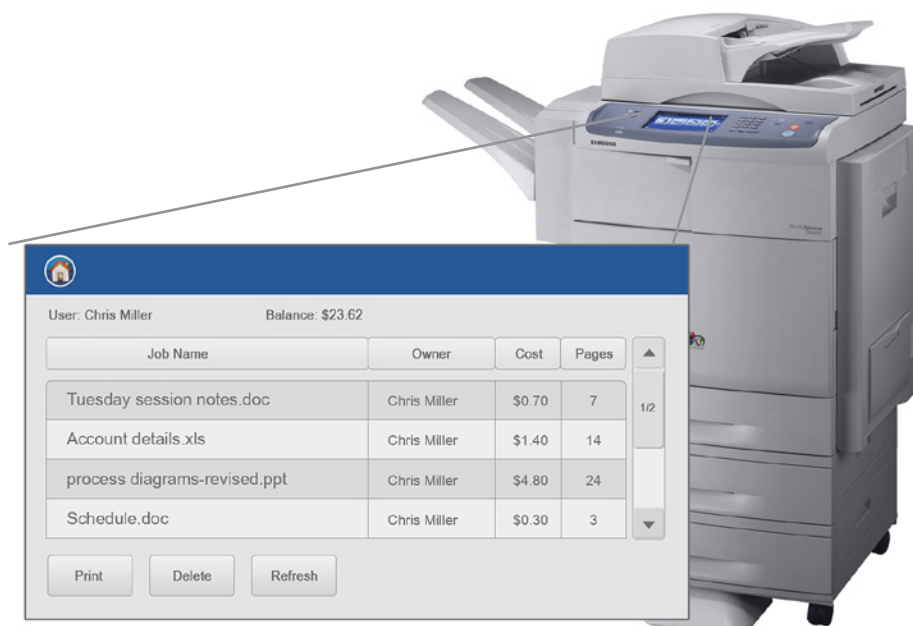 SAMSUNG
User: Chris Miller Balance: $23.62
Job Name Owner Cost Pages
Tuesday session notes.doc Chris Miller $0.70 7 1/2
Account details.xls Chris Miller $1.40 14
process diagrams-revised.ppt Chris Miller $4.80 24
Schedule.doc Chris Miller $0.30 3
Print Delete Refresh